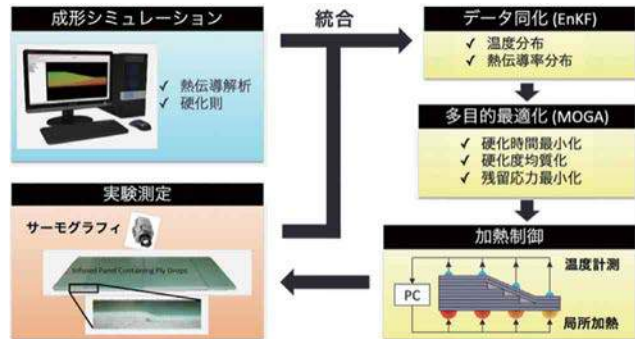 成形シミュレーション
✓ 熱伝導解析
✓ 硬化則
統合
データ同化 (EnKF)
✓ 温度分布
✓ 熱伝導率分布
多目的最適化 (MOGA)
✓ 硬化時間最小化
✓ 硬化度均質化
✓ 残留応力最小化
実験測定
サーモグラフィ
Infused Panel Containing Ply Drops
加熱制御
温度計測
PC
局所加熱